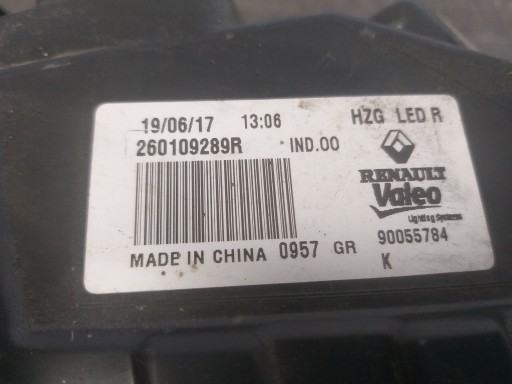 19/06/17 13:06 HZG LED R
260109289R IND.00
RENAULT
Valeo
Lighting Systems
MADE IN CHINA 0957 GR 90055784
K